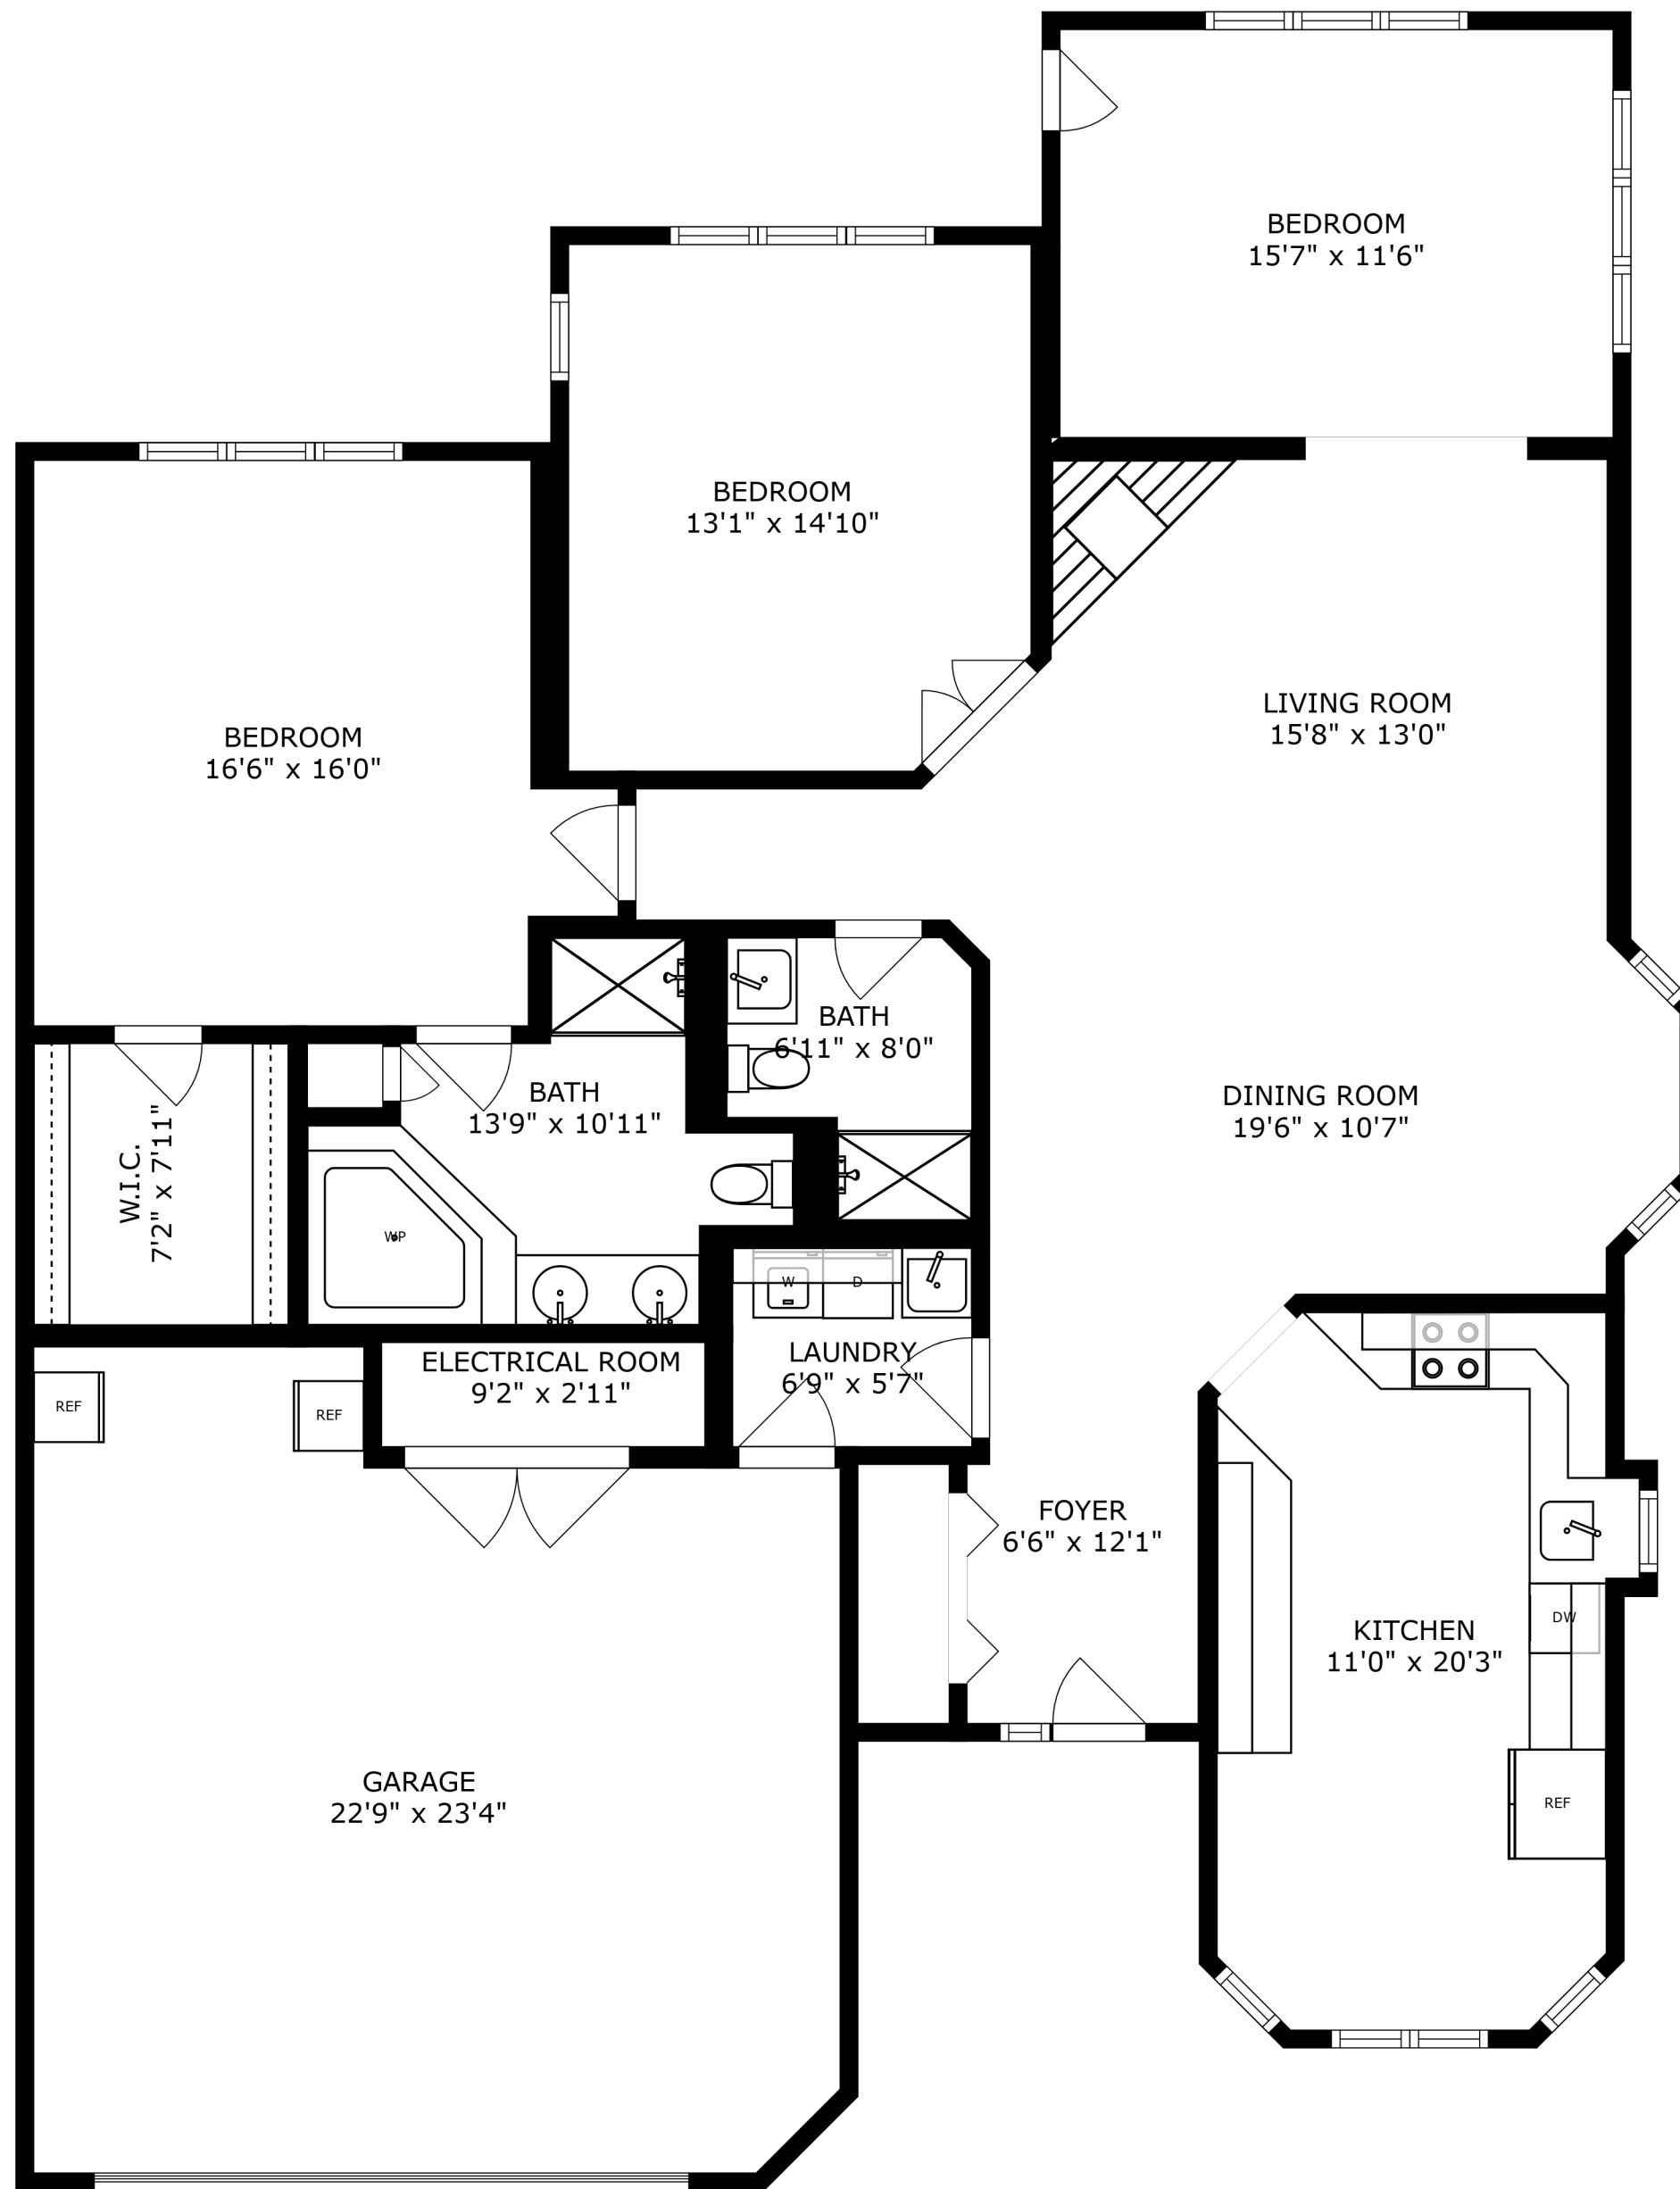 BEDROOM
15'7" x 11'6"
BEDROOM
13'1" x 14'10"
LIVING ROOM
15'8" x 13'0"
BEDROOM
16'6" x 16'0"
BATH
6'11" x 8'0"
BATH
13'9" x 10'11"
DINING ROOM
19'6" x 10'7"
W.I.C.
7'2" x 7'11"
WP
W
D
LAUNDRY
6'9" x 5'7"
ELECTRICAL ROOM
9'2" x 2'11"
REF
REF
FOYER
6'6" x 12'1"
DW
KITCHEN
11'0" x 20'3"
GARAGE
22'9" x 23'4"
REF